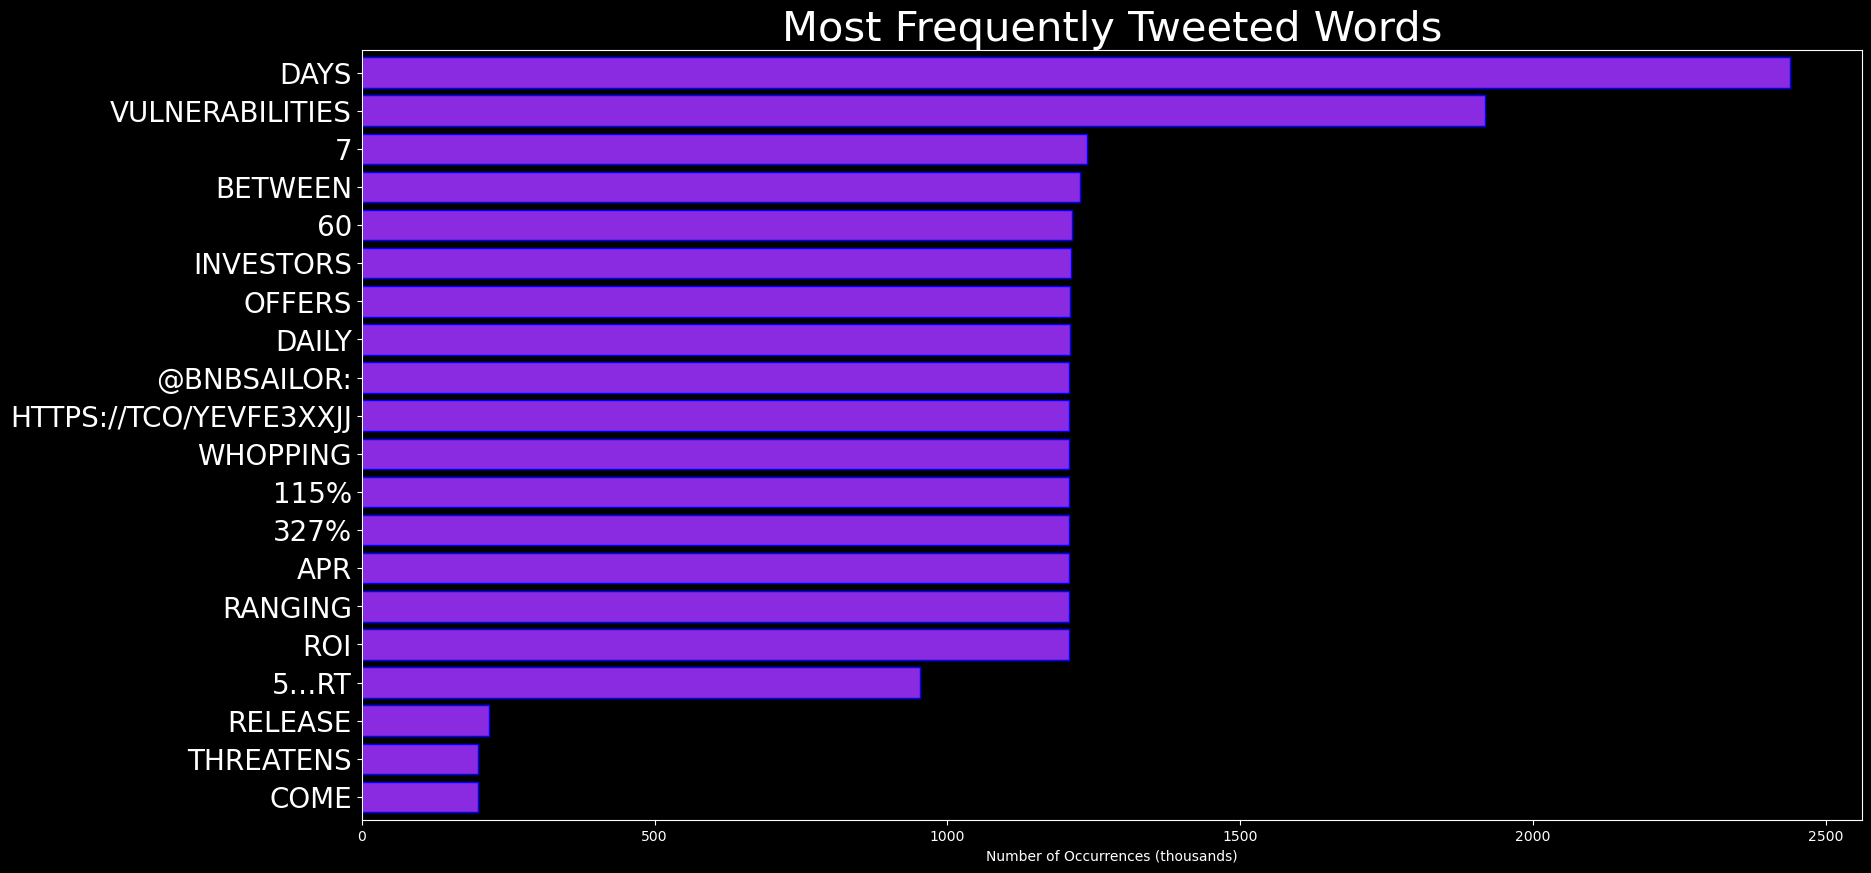 Most Frequently Tweeted Words
DAYS
VULNERABILITIES
7
BETWEEN
60
INVESTORS
OFFERS
DAILY
@BNBSAILOR:
HTTPS://TCO/YEVFE3XXJJ
WHOPPING
115%
327%
APR
RANGING
ROI
5...RT
RELEASE
THREATENS
COME
0 500 1000 1500 2000 2500
Number of Occurrences (thousands)